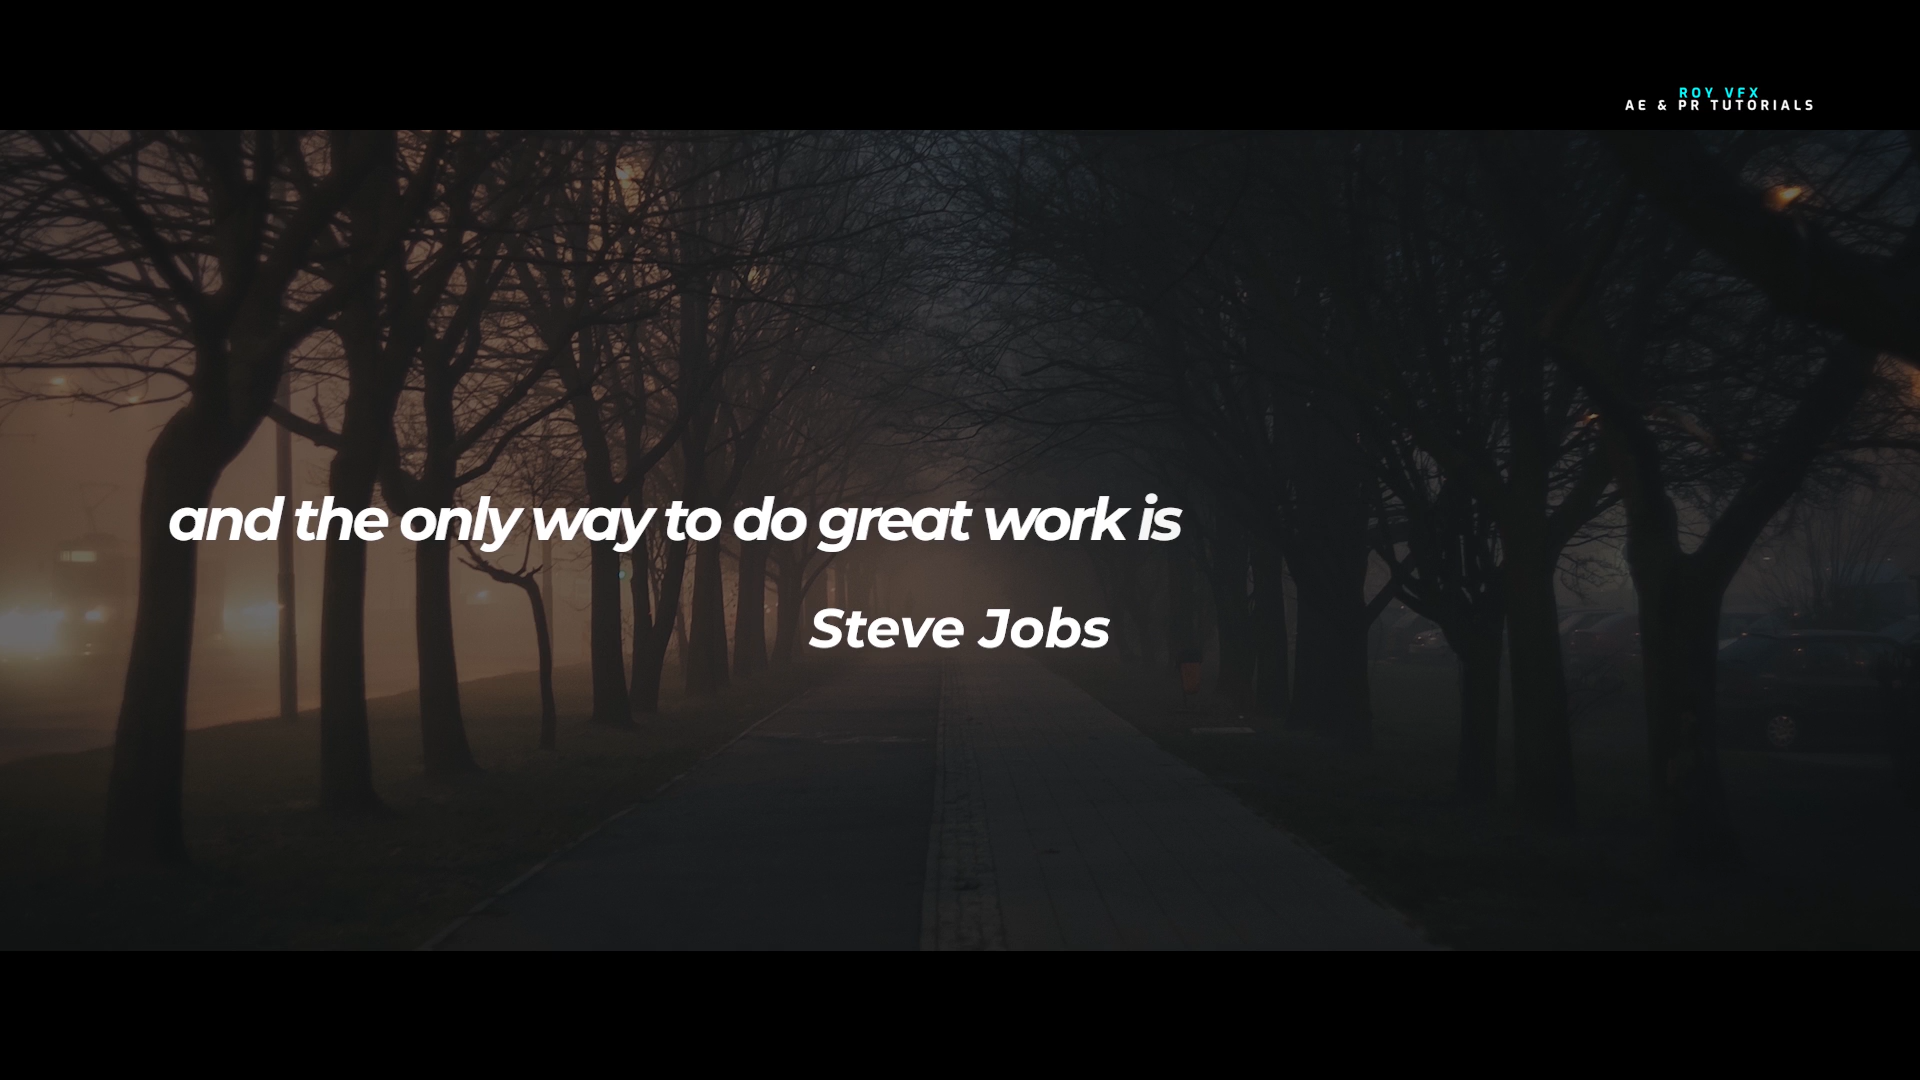 ROY VFX
AE & PR TUTORIALS
and the only way to do great work is
Steve Jobs